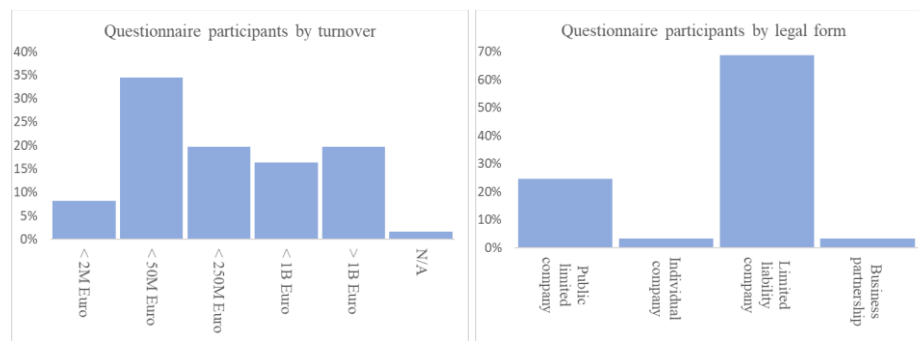 Questionnaire participants by turnover
40%
35%
30%
25%
20%
15%
10%
5%
0%
< 2M Euro
< 50M Euro
< 250M Euro
< 1B Euro
> 1B Euro
N/A
Questionnaire participants by legal form
70%
60%
50%
40%
30%
20%
10%
0%
Public
limited
company
Individual
company
Limited
liability
company
Business
partnership